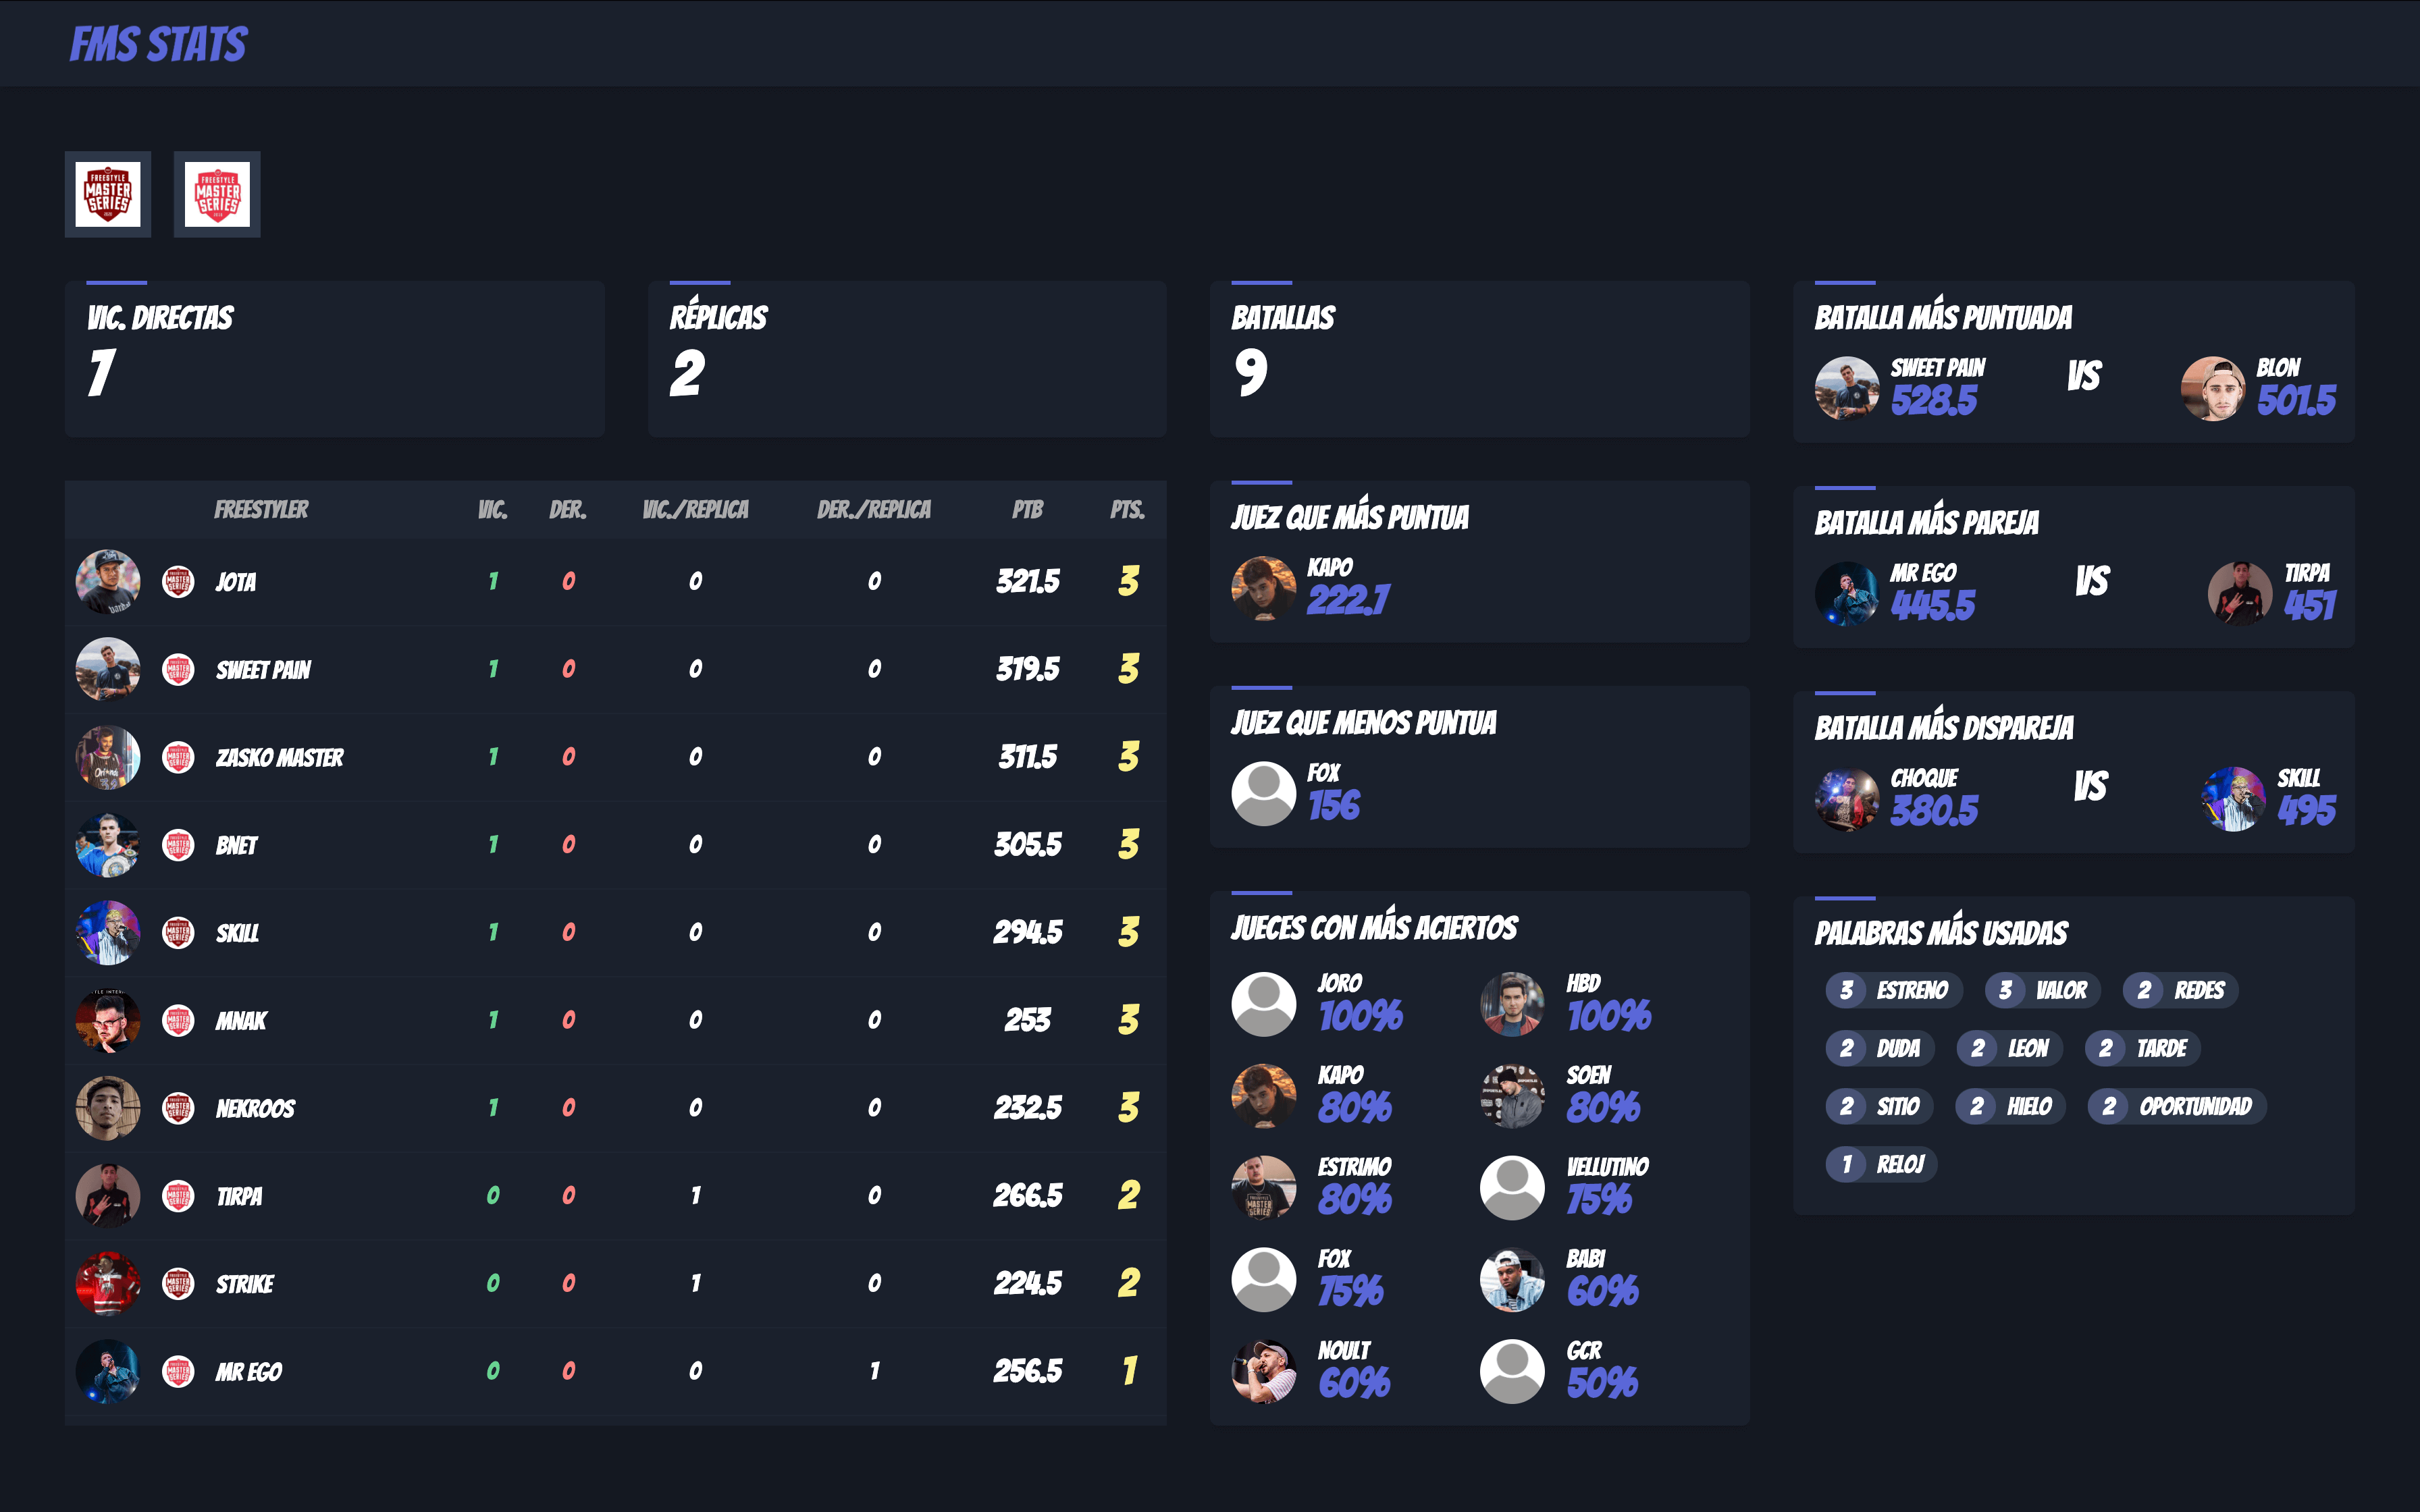 FMS STATS
FREESTYLE
MASTER
SERIES
FREESTYLE
MASTER
SERIES
VIC. DIRECTAS
7
RÉPLICAS
2
BATALLAS
9
BATALLA MÁS PUNTUADA
SWEET PAIN
528.5
VS
BLON
501.5
FREESTYLER VIC. DER. VIC./REPLICA DER./REPLICA PTB PTS.
JOTA 1 0 0 0 321.5 3
SWEET PAIN 1 0 0 0 319.5 3
ZASKO MASTER 1 0 0 0 311.5 3
BNET 1 0 0 0 305.5 3
SKILL 1 0 0 0 294.5 3
MNAK 1 0 0 0 253 3
NEKROOS 1 0 0 0 232.5 3
TIRPA 0 0 1 0 266.5 2
STRIKE 0 0 1 0 224.5 2
MR EGO 0 0 0 1 256.5 1
JUEZ QUE MÁS PUNTUA
KAPO
222.7
JUEZ QUE MENOS PUNTUA
FOX
156
JUECES CON MÁS ACIERTOS
JORO
100%
HBD
100%
KAPO
80%
SOEN
80%
ESTRIMO
80%
VELLUTINO
75%
FOX
75%
BABI
60%
NOULT
60%
GCR
50%
BATALLA MÁS PAREJA
MR EGO
445.5
VS
TIRPA
451
BATALLA MÁS DISPAREJA
CHOQUE
380.5
VS
SKILL
495
PALABRAS MÁS USADAS
3 ESTRENO 3 VALOR 2 REDES
2 DUDA 2 LEON 2 TARDE
2 SITIO 2 HIELO 2 OPORTUNIDAD
1 RELOJ